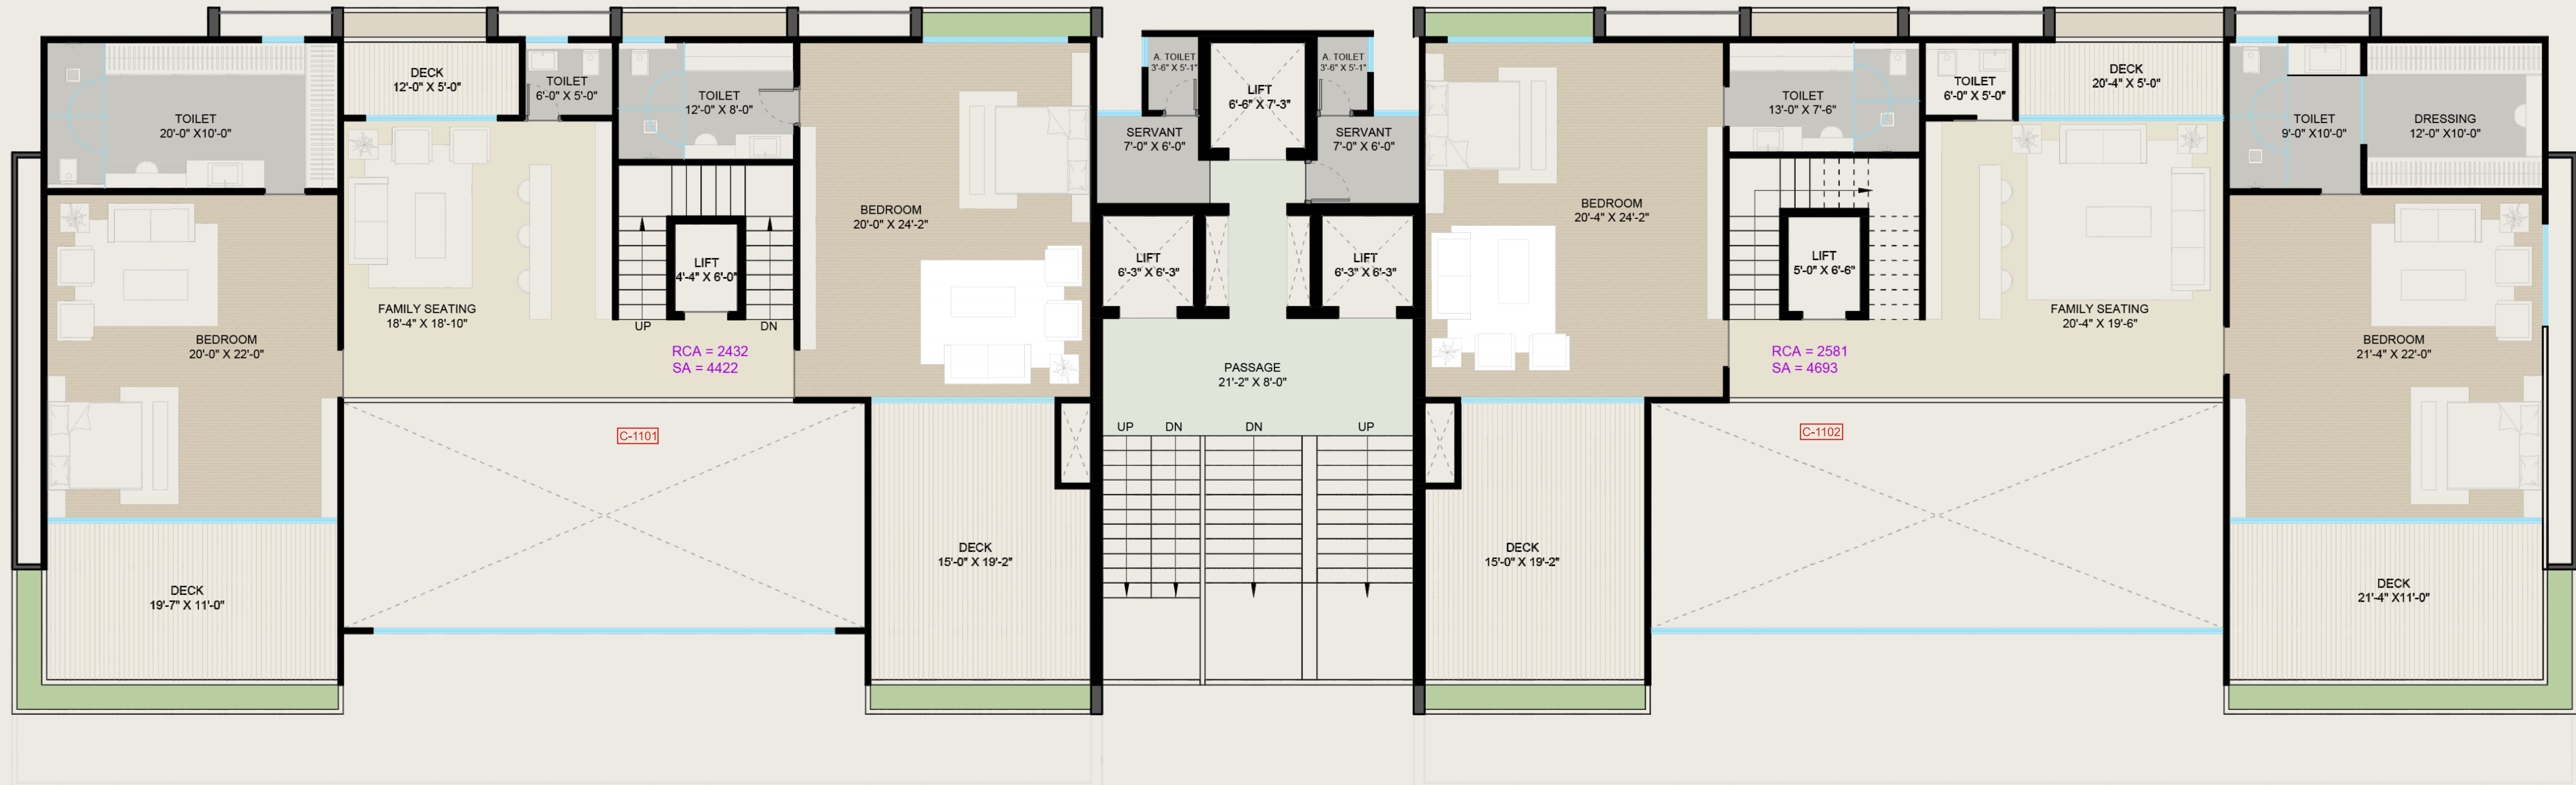 TOILET
20'-0" X10'-0"
DECK
12'-0" X 5'-0"
TOILET
6'-0" X 5'-0"
TOILET
12'-0" X 8'-0"
BEDROOM
20'-0" X 24'-2"
LIFT
4'-4" X 6'-0"
UP
DN
FAMILY SEATING
18'-4" X 18'-10"
BEDROOM
20'-0" X 22'-0"
RCA = 2432
SA = 4422
C-1101
DECK
19'-7" X 11'-0"
DECK
15'-0" X 19'-2"
A. TOILET
3'-6" X 5'-1"
LIFT
6'-6" X 7'-3"
A. TOILET
3'-6" X 5'-1"
SERVANT
7'-0" X 6'-0"
SERVANT
7'-0" X 6'-0"
LIFT
6'-3" X 6'-3"
LIFT
6'-3" X 6'-3"
PASSAGE
21'-2" X 8'-0"
UP
DN
DN
UP
BEDROOM
20'-4" X 24'-2"
TOILET
13'-0" X 7'-6"
TOILET
6'-0" X 5'-0"
DECK
20'-4" X 5'-0"
TOILET
9'-0" X10'-0"
DRESSING
12'-0" X10'-0"
LIFT
5'-0" X 6'-6"
FAMILY SEATING
20'-4" X 19'-6"
BEDROOM
21'-4" X 22'-0"
RCA = 2581
SA = 4693
C-1102
DECK
15'-0" X 19'-2"
DECK
21'-4" X11'-0"